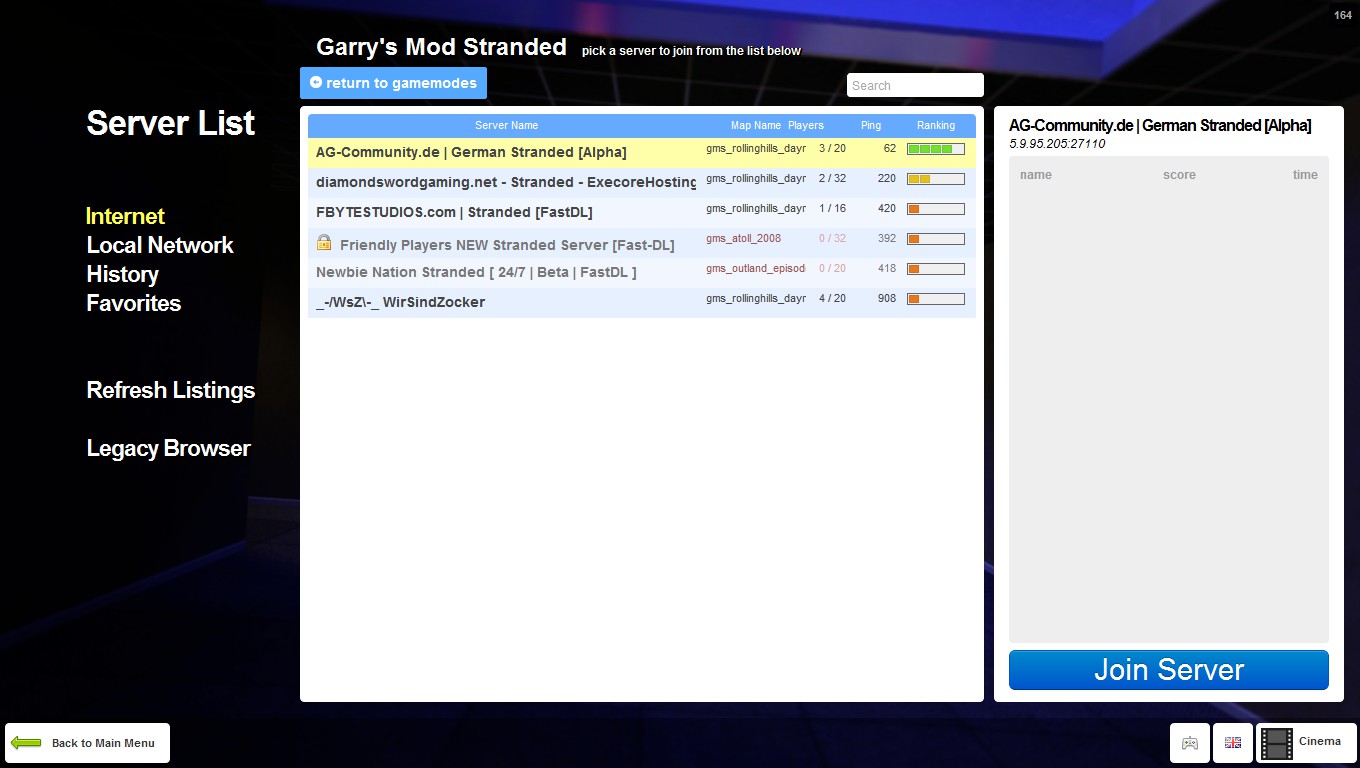 164
Garry's Mod Stranded pick a server to join from the list below
return to gamemodes
Search
Server List
Internet
Local Network
History
Favorites
Refresh Listings
Legacy Browser
Server Name Map Name Players Ping Ranking
AG-Community.de | German Stranded [Alpha] gms_rollinghills_dayr 3 / 20 62
diamondswordgaming.net - Stranded - ExecoreHosting gms_rollinghills_dayr 2 / 32 220
FBYTESTUDIOS.com | Stranded [FastDL] gms_rollinghills_dayr 1 / 16 420
Friendly Players NEW Stranded Server [Fast-DL] gms_atoll_2008 0 / 32 392
Newbie Nation Stranded [ 24/7 | Beta | FastDL ] gms_outland_episod 0 / 20 418
_-/WsZ\-_ WirSindZocker gms_rollinghills_dayr 4 / 20 908
AG-Community.de | German Stranded [Alpha]
5.9.95.205:27110
name score time
Join Server
Back to Main Menu
Cinema